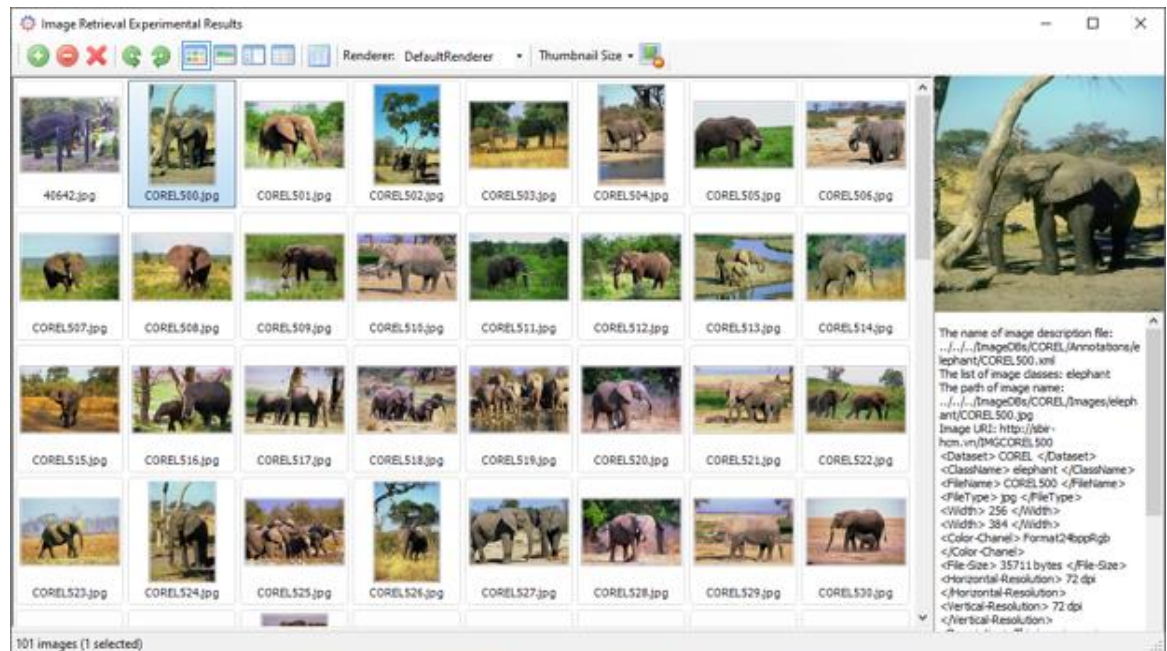 Image Retrieval Experimental Results
Renderer: DefaultRenderer Thumbnail Size
40642.jpg COREL500.jpg COREL501.jpg COREL502.jpg COREL503.jpg COREL504.jpg COREL505.jpg COREL506.jpg
COREL507.jpg COREL508.jpg COREL509.jpg COREL510.jpg COREL511.jpg COREL512.jpg COREL513.jpg COREL514.jpg
COREL515.jpg COREL516.jpg COREL517.jpg COREL518.jpg COREL519.jpg COREL520.jpg COREL521.jpg COREL522.jpg
COREL523.jpg COREL524.jpg COREL525.jpg COREL526.jpg COREL527.jpg COREL528.jpg COREL529.jpg COREL530.jpg
The name of image description file:
../../../ImageDBs/COREL/Annotations/e
lephant/COREL500.xml
The list of image classes: elephant
The path of image name:
../../../ImageDBs/COREL/Images/eleph
ant/COREL500.jpg
Image URI: http://sbir-
hcm.vn/IMGCOREL500
<Dataset> COREL </Dataset>
<ClassName> elephant </ClassName>
<FileName> COREL500 </FileName>
<FileType> jpg </FileType>
<Width> 256 </Width>
<Width> 384 </Width>
<Color-Chanel> Format24bppRgb
</Color-Chanel>
<File-Size> 35711 bytes </File-Size>
<Horizontal-Resolution> 72 dpi
</Horizontal-Resolution>
<Vertical-Resolution> 72 dpi
</Vertical-Resolution>
101 images (1 selected)